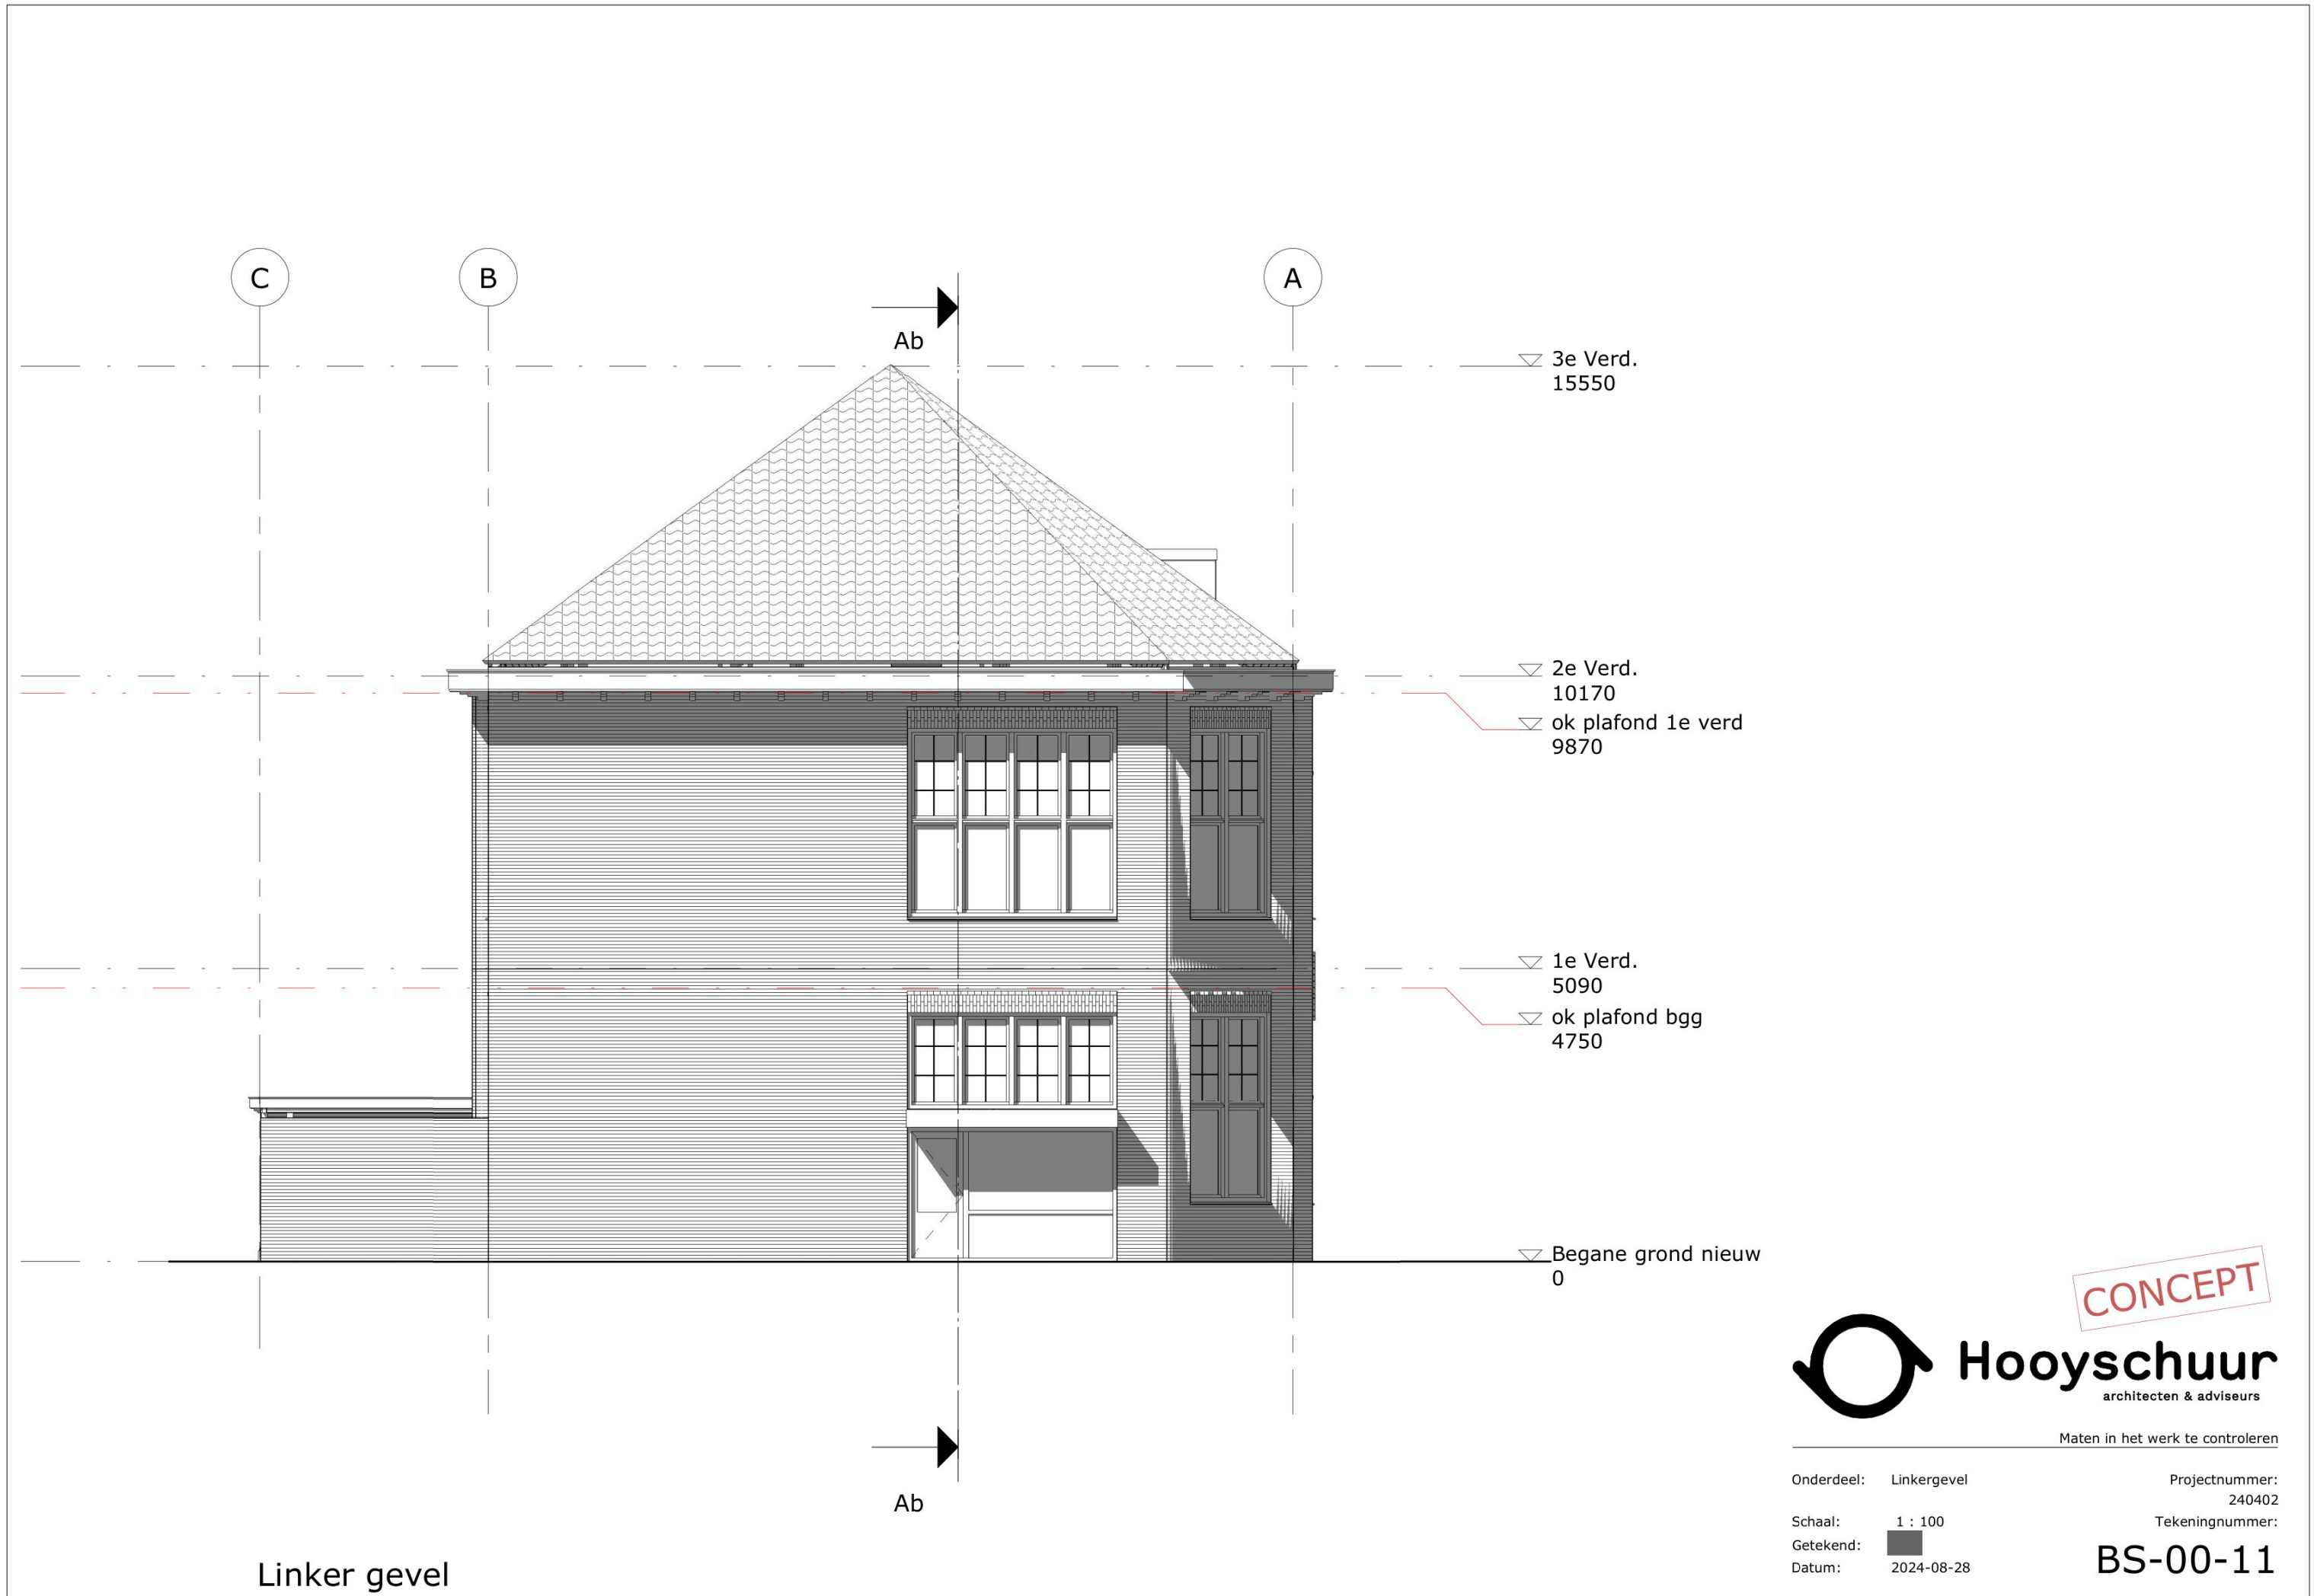 C
B
A
Ab
3e Verd.
15550
2e Verd.
10170
ok plafond 1e verd
9870
1e Verd.
5090
ok plafond bgg
4750
Begane grond nieuw
0
Ab
Linker gevel
CONCEPT
Hooyschuur
architecten & adviseurs
Maten in het werk te controleren
Onderdeel: Linkergevel
Projectnummer:
240402
Schaal: 1 : 100
Tekeningnummer:
Getekend:
BS-00-11
Datum: 2024-08-28